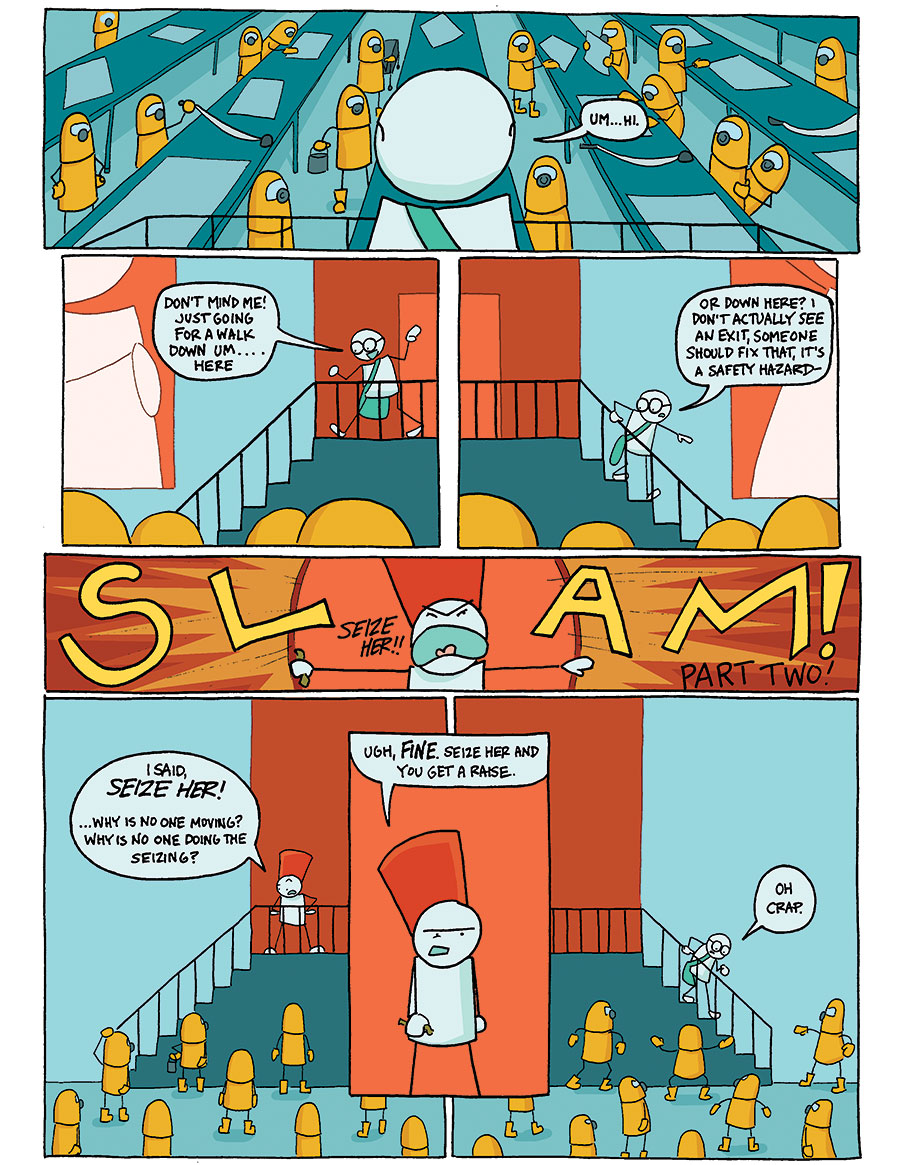 UM...HI.
DON'T MIND ME!
JUST GOING
FOR A WALK
DOWN UM....
HERE
OR DOWN HERE? I
DON'T ACTUALLY SEE
AN EXIT, SOMEONE
SHOULD FIX THAT, IT'S
A SAFETY HAZARD-
SLAM!
SEIZE
HER!!
PART TWO!
I SAID,
SEIZE HER!
...WHY IS NO ONE MOVING?
WHY IS NO ONE DOING THE
SEIZING?
UGH, FINE. SEIZE HER AND
YOU GET A RAISE..
OH
CRAP.